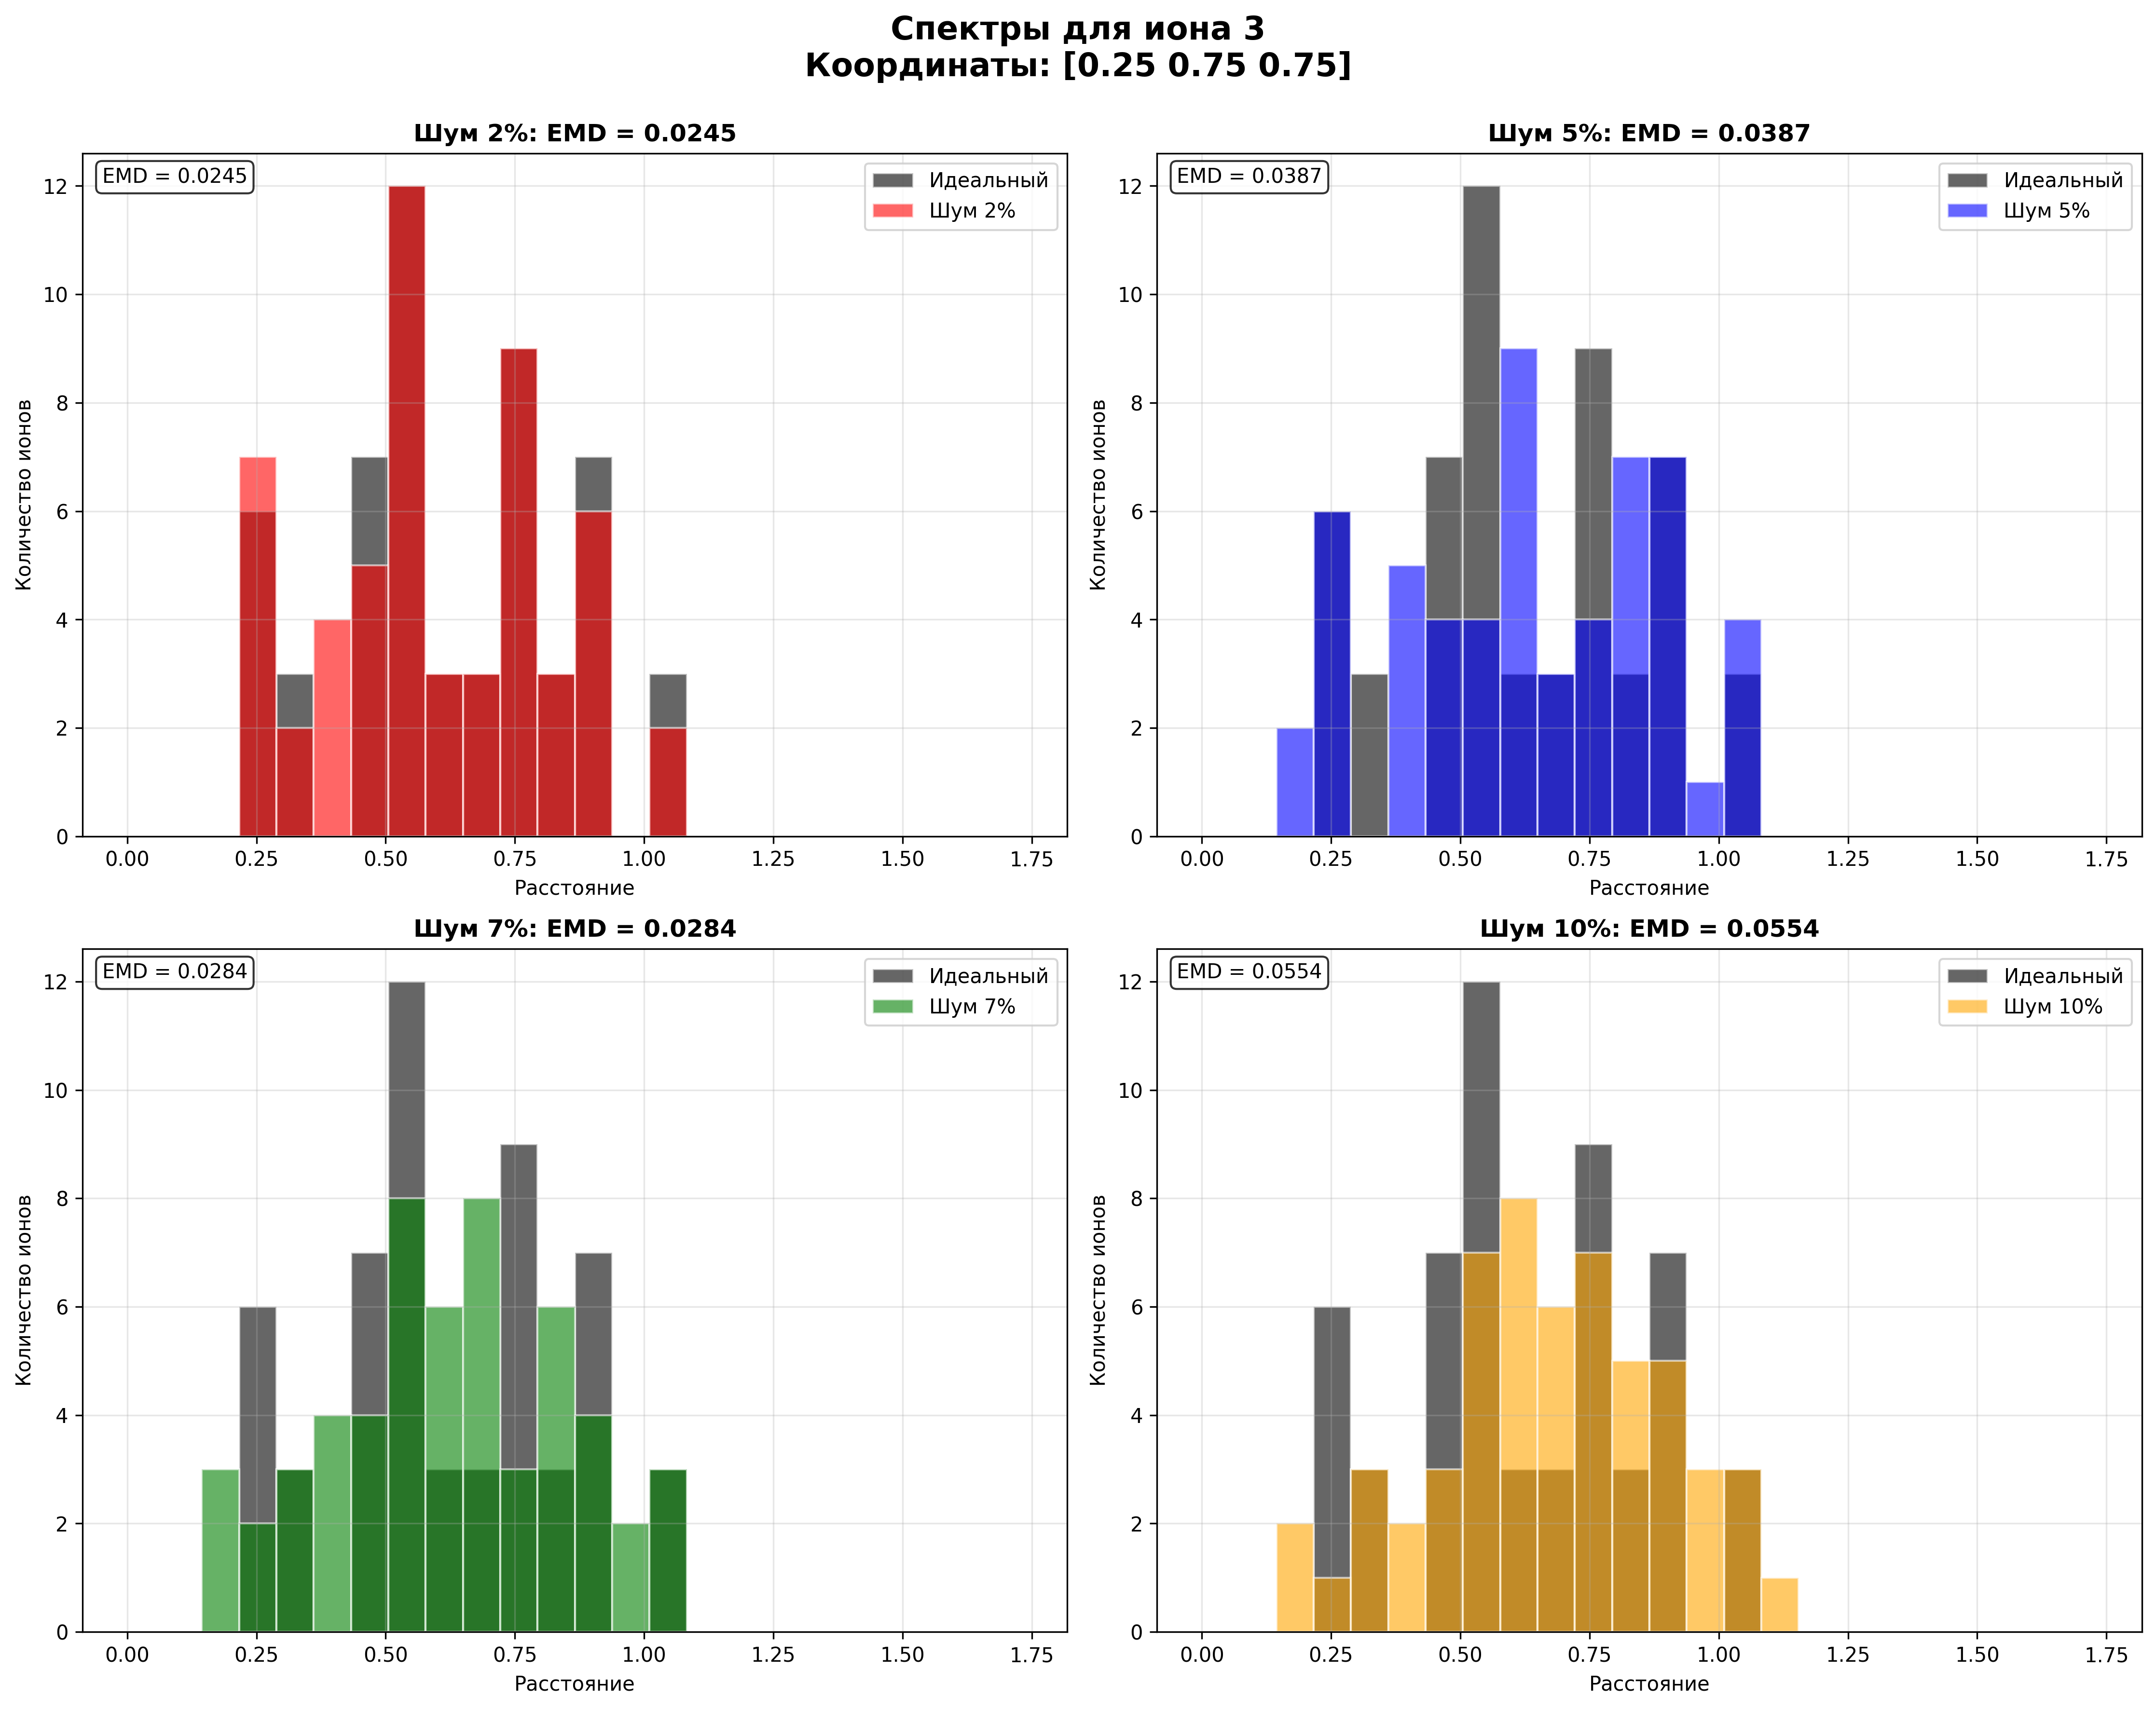 Спектры для иона 3
Координаты: [0.25 0.75 0.75]
Шум 2%: EMD = 0.0245
EMD = 0.0245
Идеальный
Шум 2%
Количество ионов
12
10
8
6
4
2
0
0.00 0.25 0.50 0.75 1.00 1.25 1.50 1.75
Расстояние
Шум 5%: EMD = 0.0387
EMD = 0.0387
Идеальный
Шум 5%
Количество ионов
12
10
8
6
4
2
0
0.00 0.25 0.50 0.75 1.00 1.25 1.50 1.75
Расстояние
Шум 7%: EMD = 0.0284
EMD = 0.0284
Идеальный
Шум 7%
Количество ионов
12
10
8
6
4
2
0
0.00 0.25 0.50 0.75 1.00 1.25 1.50 1.75
Расстояние
Шум 10%: EMD = 0.0554
EMD = 0.0554
Идеальный
Шум 10%
Количество ионов
12
10
8
6
4
2
0
0.00 0.25 0.50 0.75 1.00 1.25 1.50 1.75
Расстояние